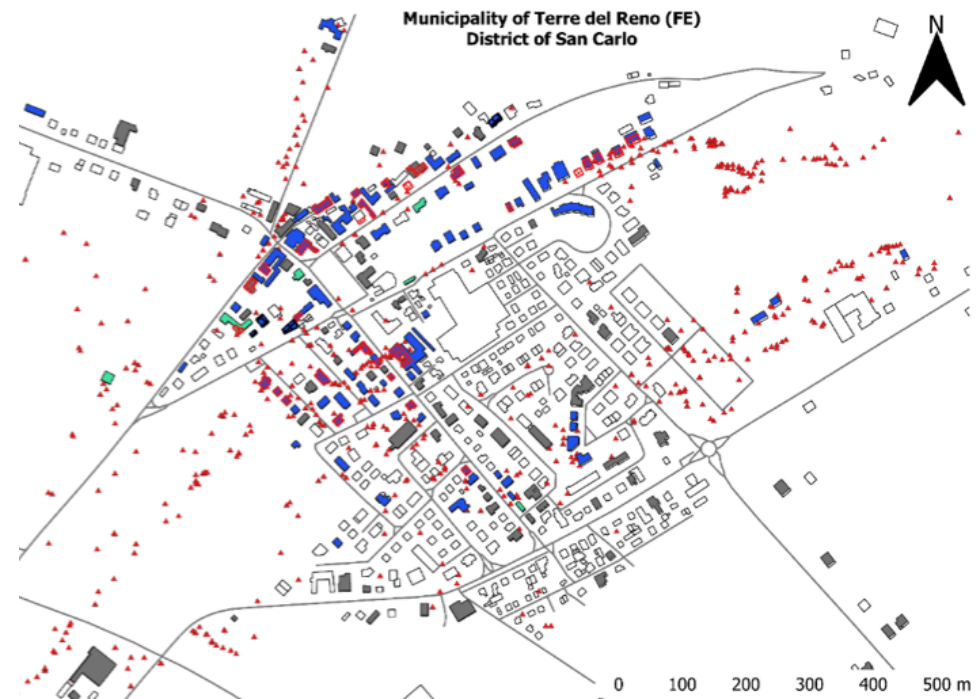 Municipality of Terre del Reno (FE)
District of San Carlo
N
0 100 200 300 400 500 m